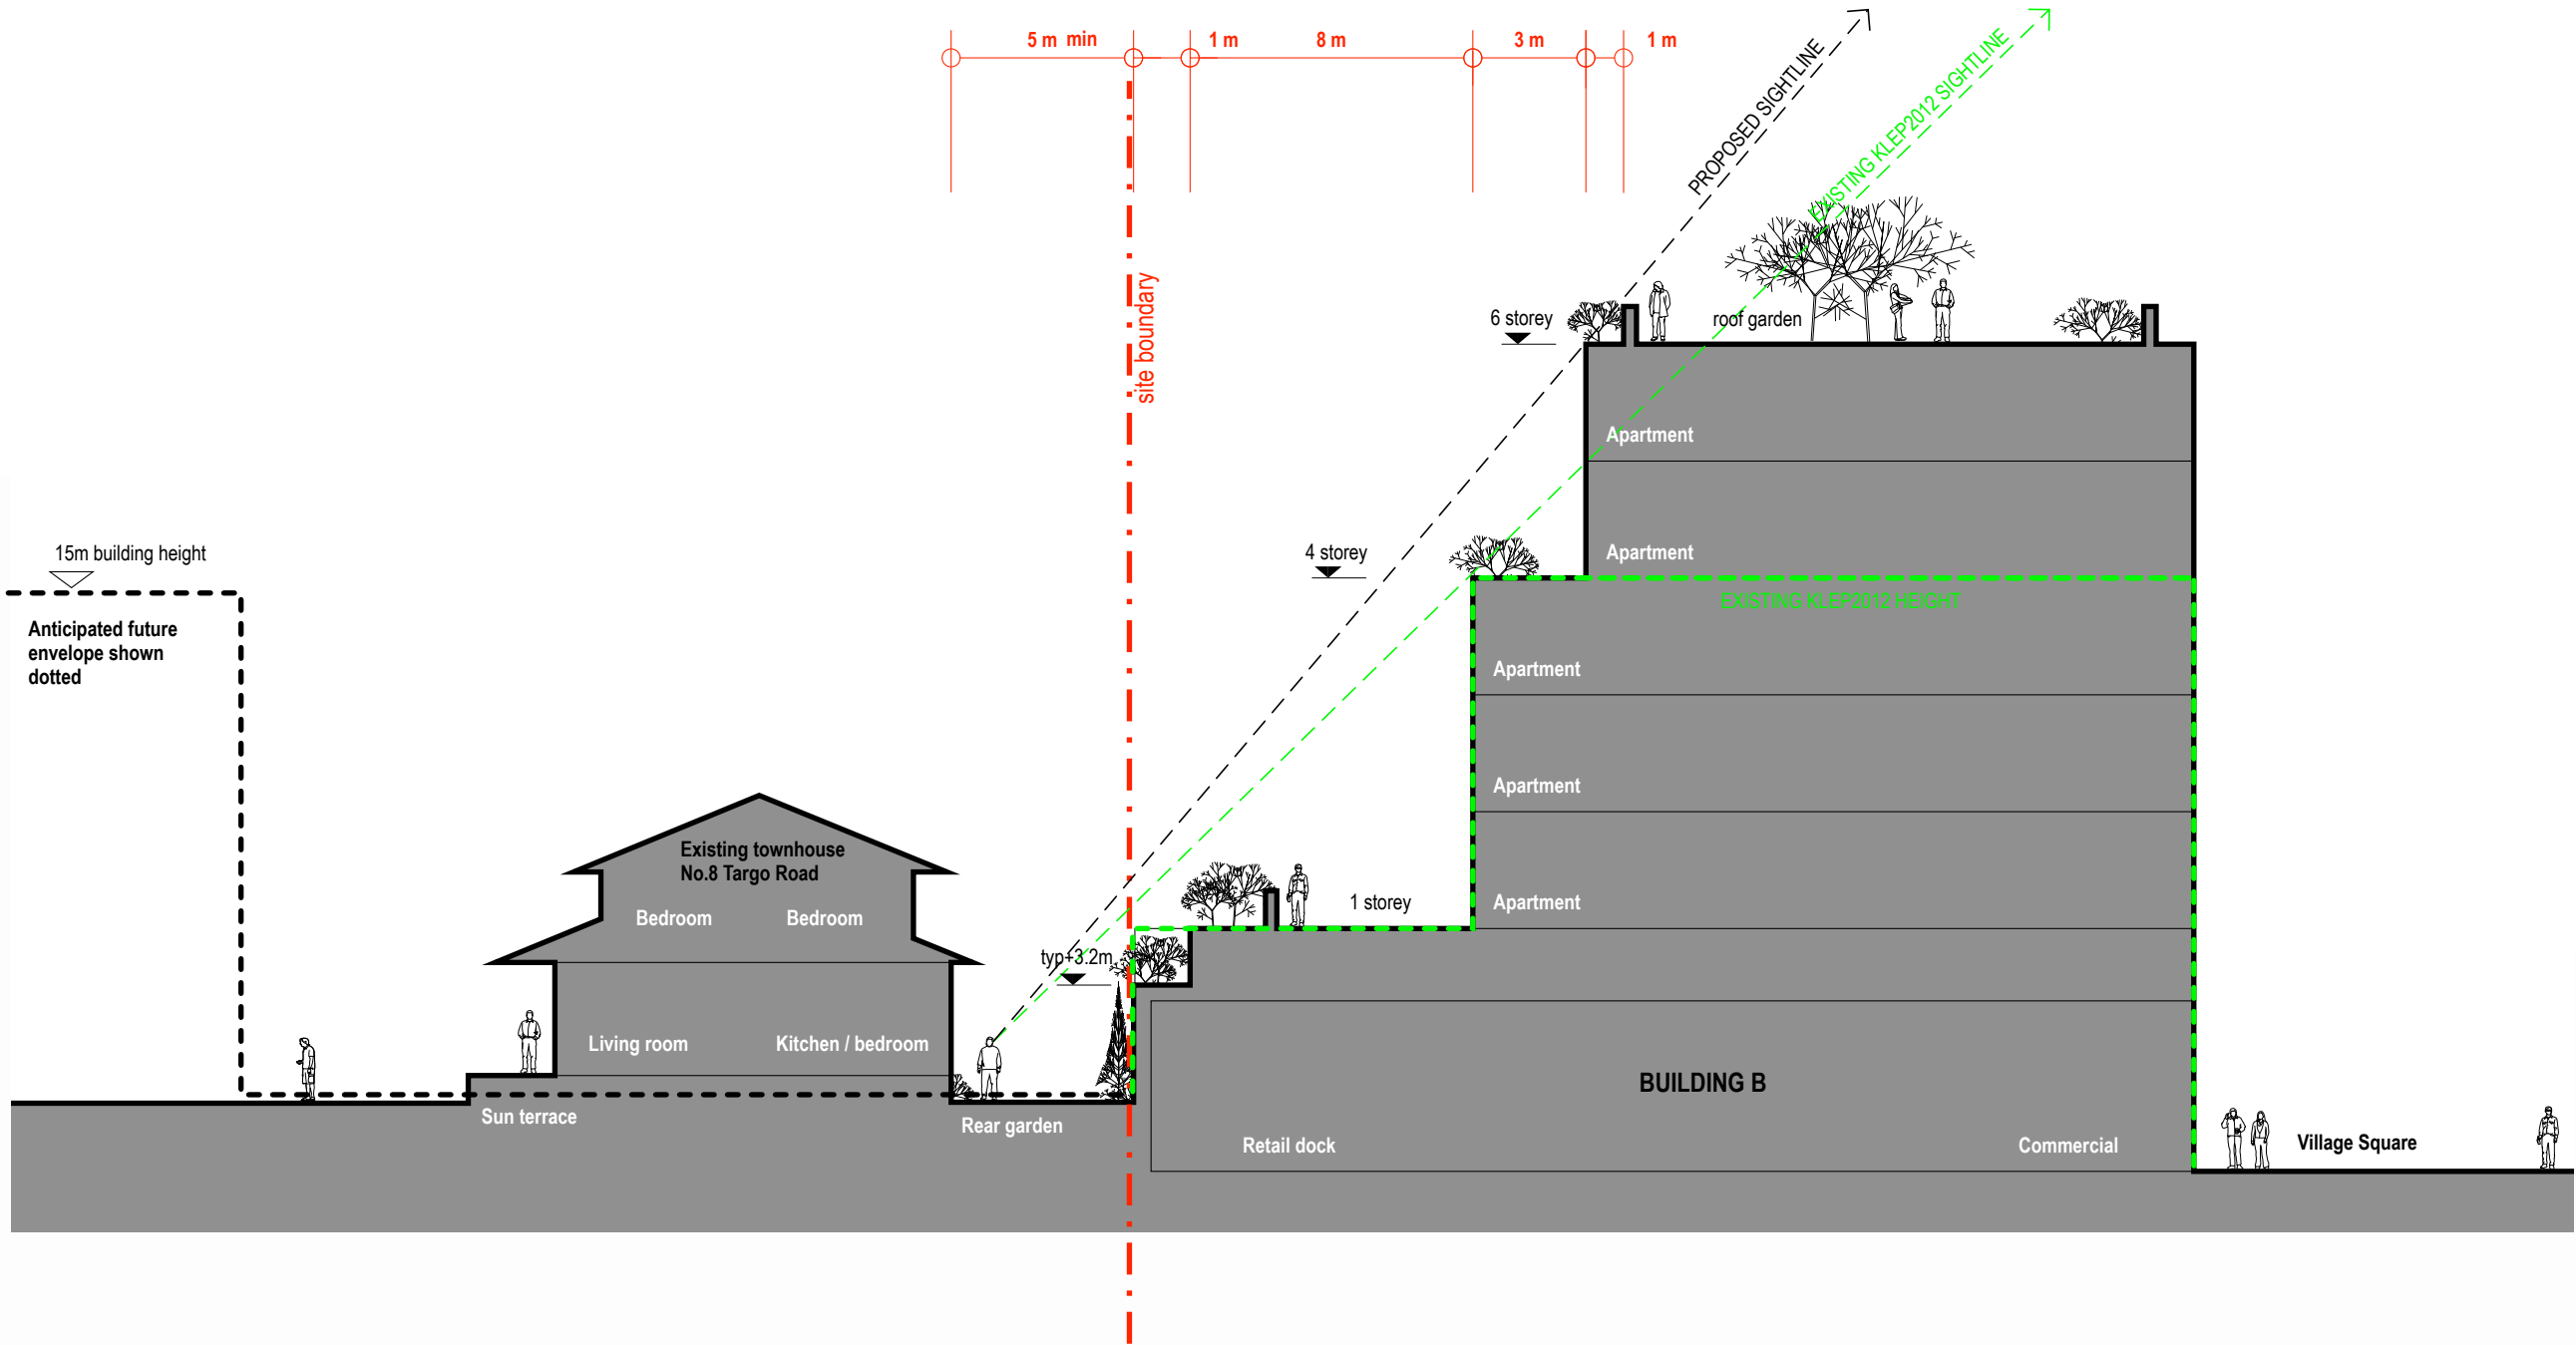 5 m min
1 m
8 m
3 m
1 m
PROPOSED SIGHTLINE
EXISTING KLEP2012 SIGHTLINE
site boundary
6 storey
roof garden
Apartment
15m building height
4 storey
Apartment
EXISTING KLEP2012 HEIGHT
Anticipated future
envelope shown
dotted
Apartment
Apartment
Existing townhouse
No.8 Targo Road
Bedroom
Bedroom
1 storey
Apartment
typ+3.2m
Living room
Kitchen / bedroom
BUILDING B
Sun terrace
Rear garden
Retail dock
Commercial
Village Square